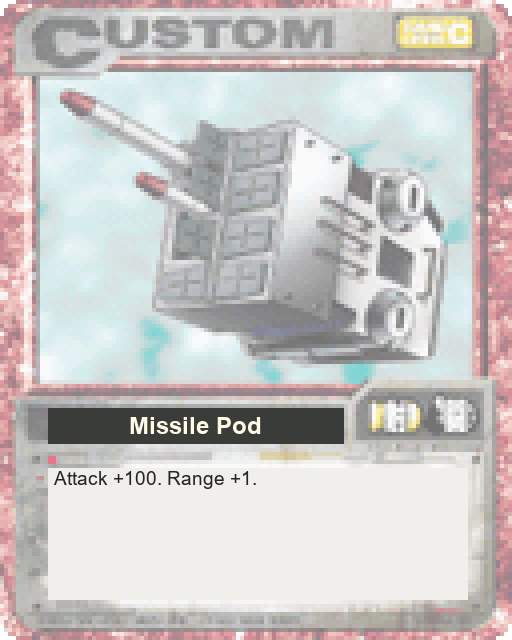 CUSTOM
Missile Pod
Attack +100. Range +1.